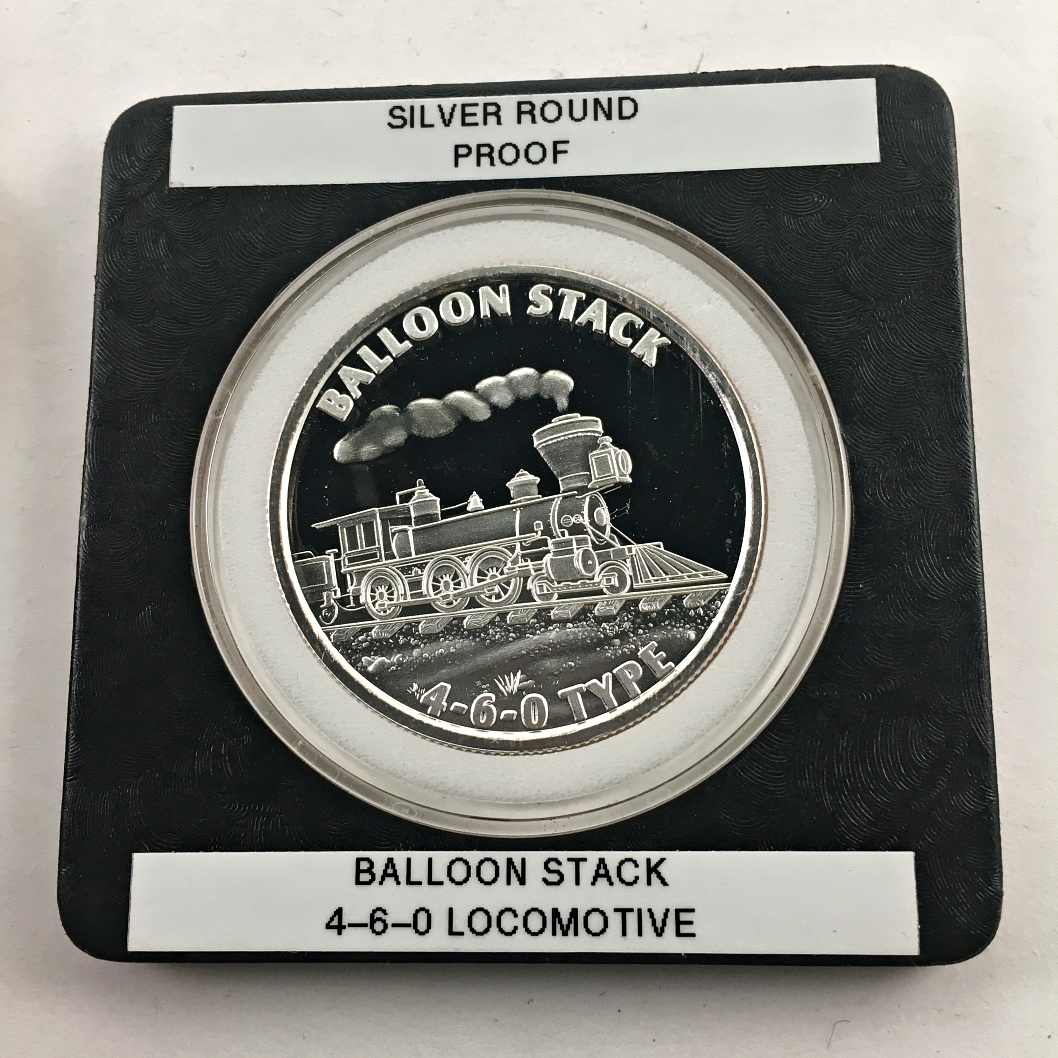 SILVER ROUND
PROOF
BALLOON STACK
4-6-0 TYPE
BALLOON STACK
4-6-0 LOCOMOTIVE